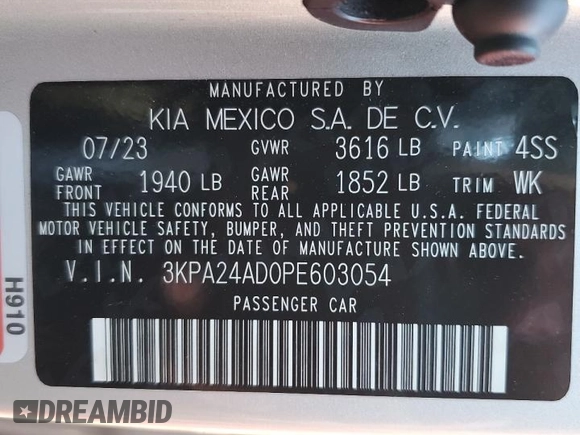 MANUFACTURED BY
KIA MEXICO S.A. DE C.V.
07/23 GVWR 3616 LB PAINT 4SS
GAWR FRONT 1940 LB GAWR REAR 1852 LB TRIM WK
THIS VEHICLE CONFORMS TO ALL APPLICABLE U.S.A. FEDERAL
MOTOR VEHICLE SAFETY, BUMPER, AND THEFT PREVENTION STANDARDS
IN EFFECT ON THE DATE OF MANUFACTURE SHOWN ABOVE.
V.I.N. 3KPA24AD0PE603054
PASSENGER CAR
H910
DREAMBID